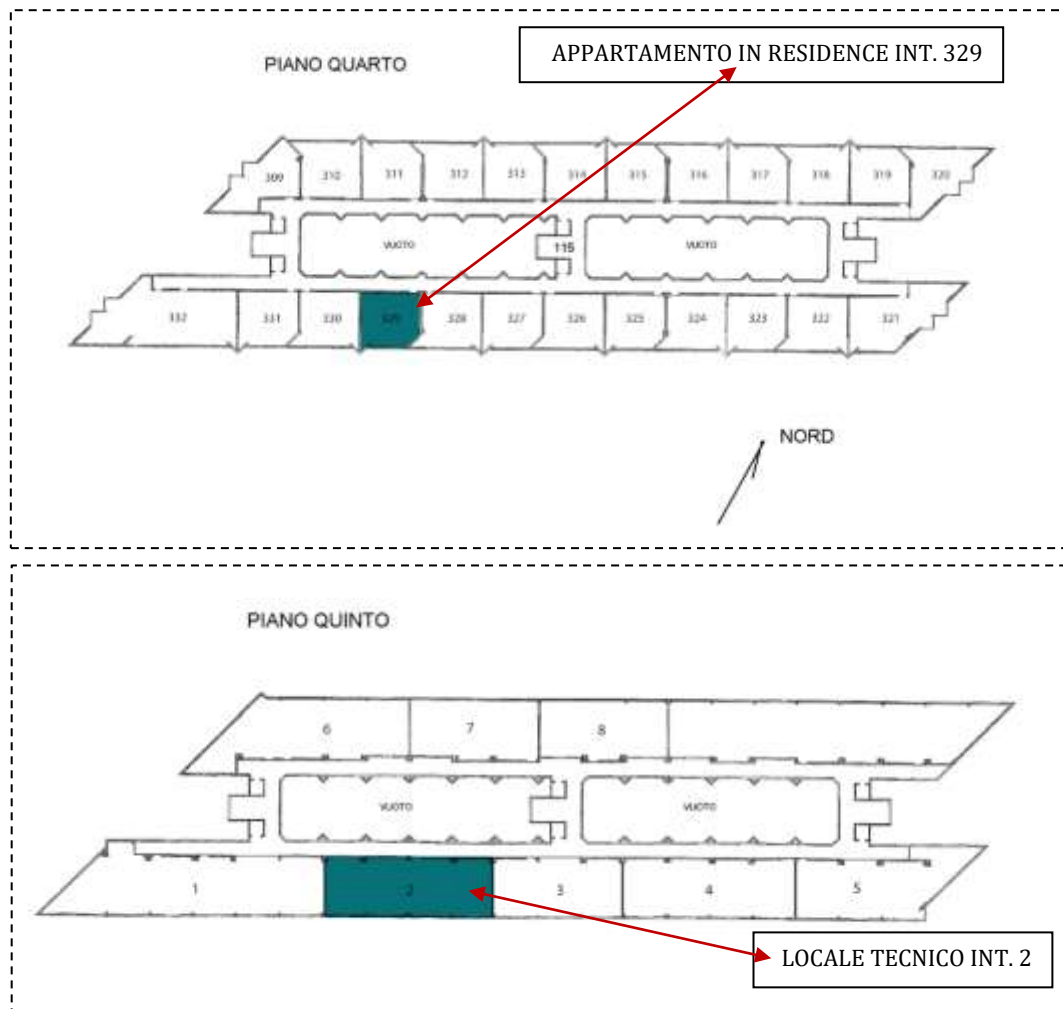 APPARTAMENTO IN RESIDENCE INT. 329
PIANO QUARTO
309 310 311 312 313 314 315 316 317 318 319 320
VUOTO 115 VUOTO
332 331 330 329 328 327 326 325 324 323 322 321
NORD
PIANO QUINTO
6 7 8
VUOTO VUOTO
1 2 3 4 5
LOCALE TECNICO INT. 2